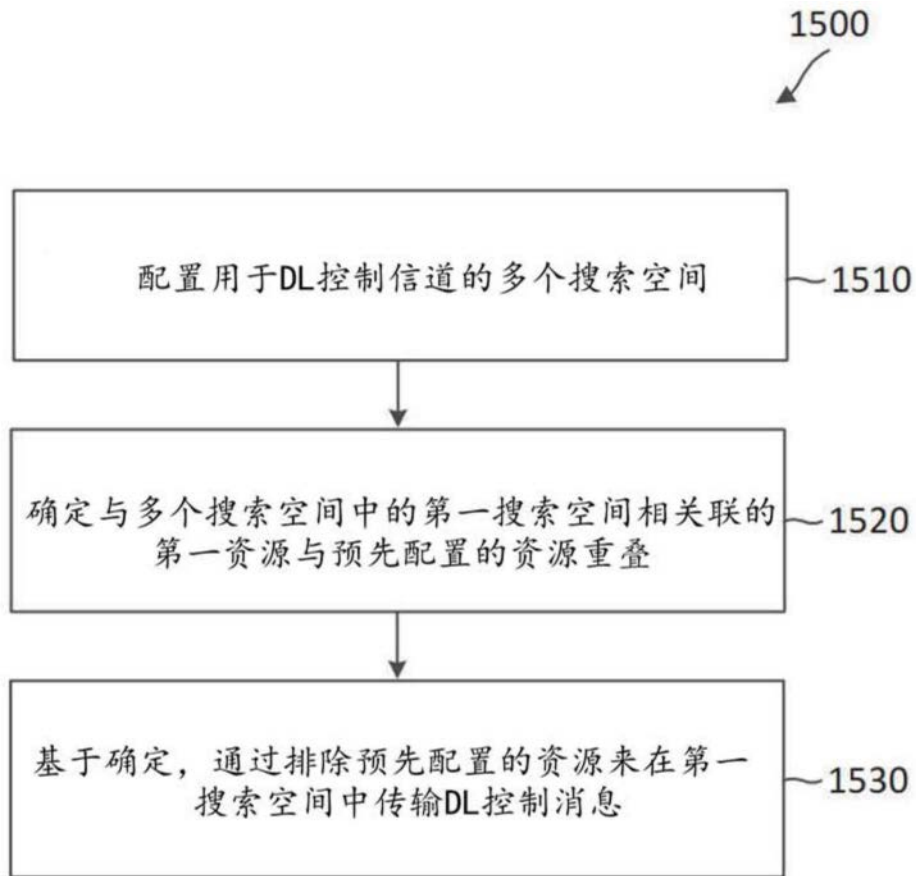 1500
配置用于DL控制信道的多个搜索空间
1510
确定与多个搜索空间中的第一搜索空间相关联的
第一资源与预先配置的资源重叠
1520
基于确定，通过排除预先配置的资源来在第一
搜索空间中传输DL控制消息
1530